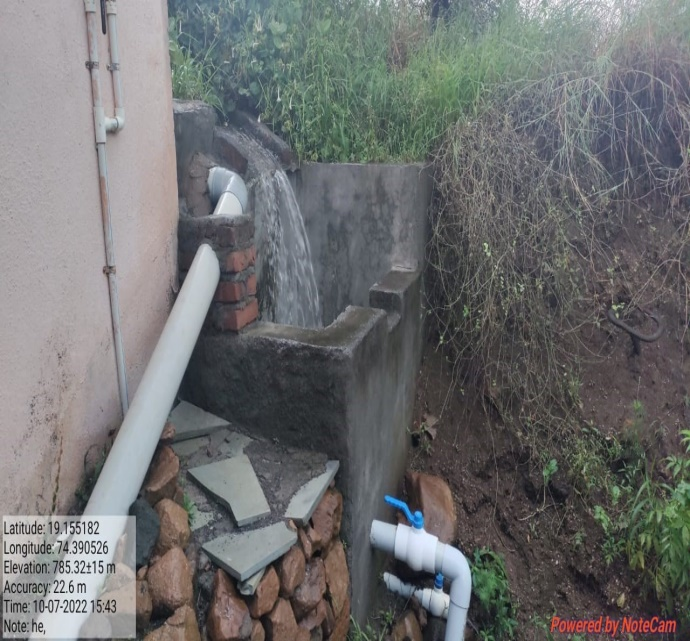 Latitude: 19.155182
Longitude: 74.390526
Elevation: 785.32±15 m
Accuracy: 22.6 m
Time: 10-07-2022 15:43
Note: he,
Powered by NoteCam